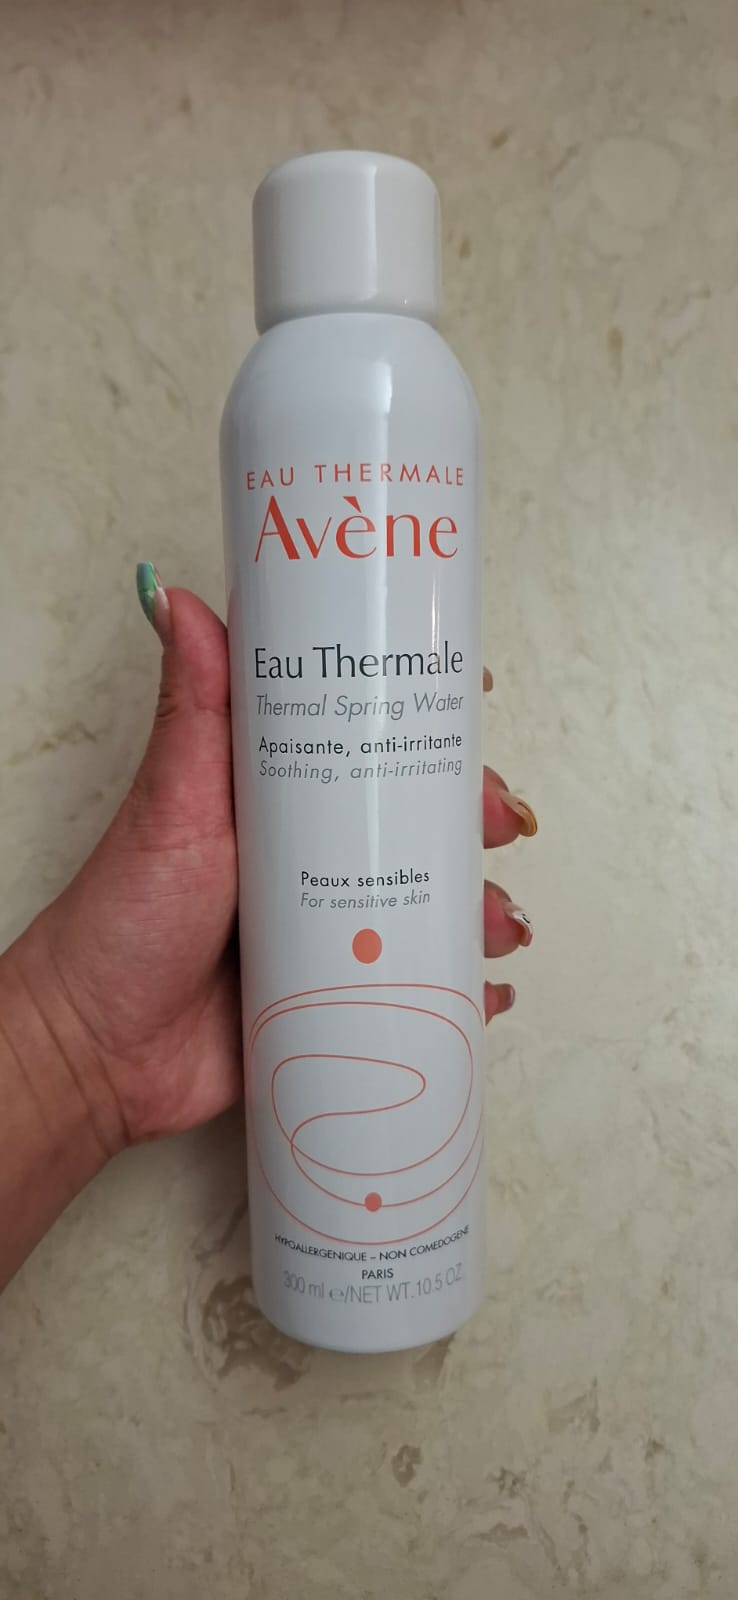 EAU THERMALE
Avène
Eau Thermale
Thermal Spring Water
Apaisante, anti-irritante
Soothing, anti-irritating
Peaux sensibles
For sensitive skin
HYPOALLERGENIQUE – NON COMEDOGENE
PARIS
300 ml ℮/NET WT. 10.5 OZ